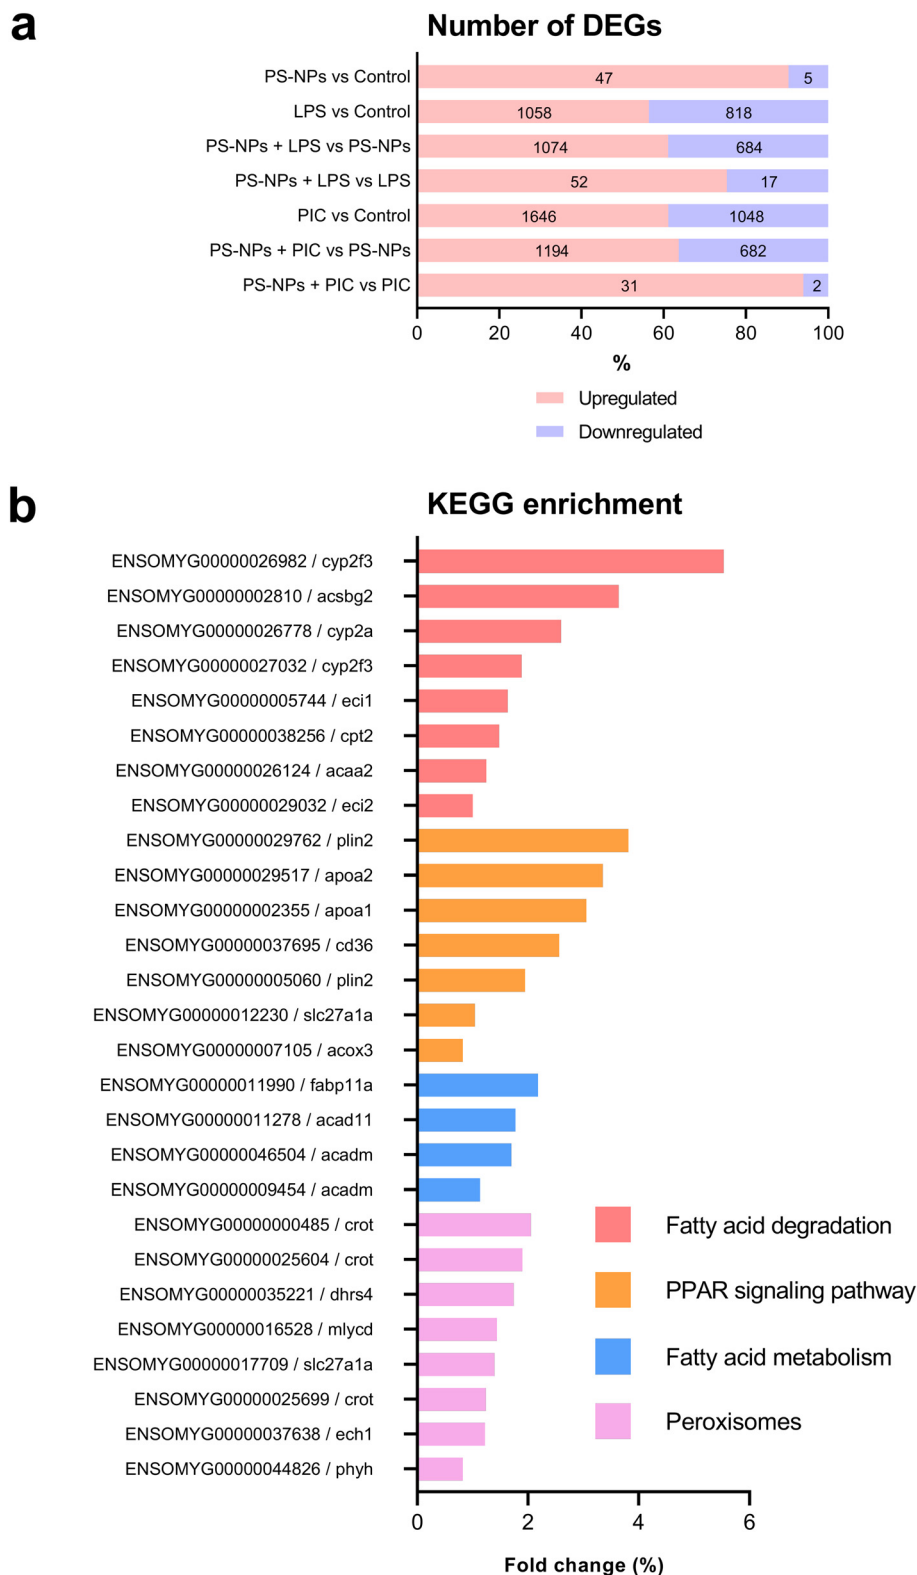 a
Number of DEGs
PS-NPs vs Control 47 5
LPS vs Control 1058 818
PS-NPs + LPS vs PS-NPs 1074 684
PS-NPs + LPS vs LPS 52 17
PIC vs Control 1646 1048
PS-NPs + PIC vs PS-NPs 1194 682
PS-NPs + PIC vs PIC 31 2
0 20 40 60 80 100
%
Upregulated
Downregulated
b
KEGG enrichment
ENSOMYG00000026982 / cyp2f3
ENSOMYG00000002810 / acsbg2
ENSOMYG00000026778 / cyp2a
ENSOMYG00000027032 / cyp2f3
ENSOMYG00000005744 / eci1
ENSOMYG00000038256 / cpt2
ENSOMYG00000026124 / acaa2
ENSOMYG00000029032 / eci2
ENSOMYG00000029762 / plin2
ENSOMYG00000029517 / apoa2
ENSOMYG00000002355 / apoa1
ENSOMYG00000037695 / cd36
ENSOMYG00000005060 / plin2
ENSOMYG00000012230 / slc27a1a
ENSOMYG00000007105 / acox3
ENSOMYG00000011990 / fabp11a
ENSOMYG00000011278 / acad11
ENSOMYG00000046504 / acadm
ENSOMYG00000009454 / acadm
ENSOMYG00000000485 / crot
ENSOMYG00000025604 / crot
ENSOMYG00000035221 / dhrs4
ENSOMYG00000016528 / mlycd
ENSOMYG00000017709 / slc27a1a
ENSOMYG00000025699 / crot
ENSOMYG00000037638 / ech1
ENSOMYG00000044826 / phyh
Fatty acid degradation
PPAR signaling pathway
Fatty acid metabolism
Peroxisomes
0 2 4 6
Fold change (%)